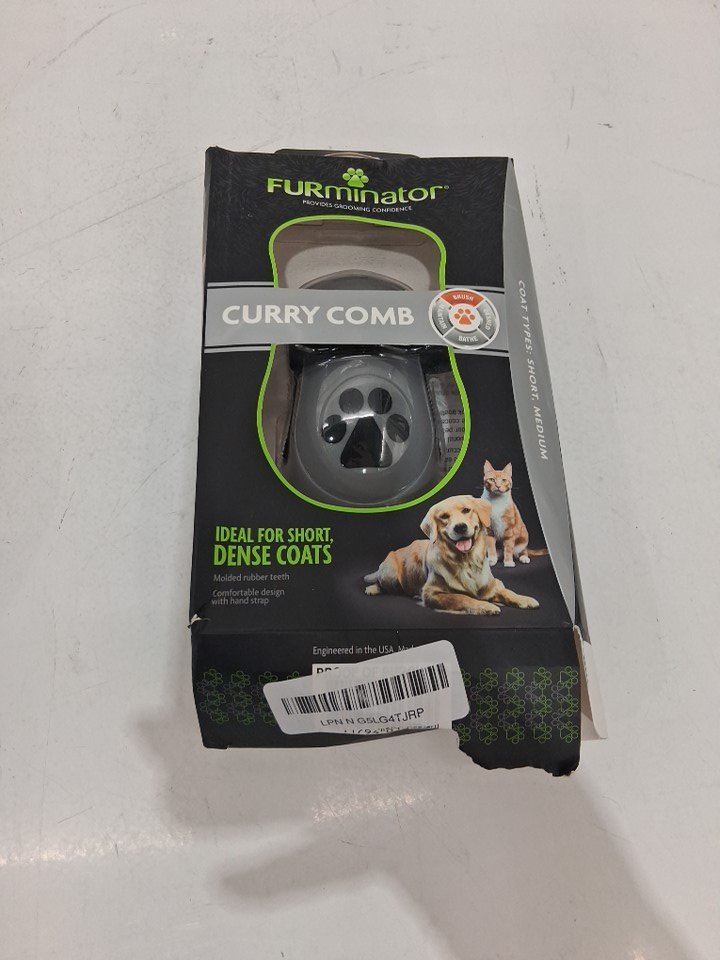 FURminator®
PROVIDES GROOMING CONFIDENCE
CURRY COMB
BRUSH
BATHE
COAT TYPES: SHORT, MEDIUM
IDEAL FOR SHORT,
DENSE COATS
Molded rubber teeth
Comfortable design
with hand strap
Engineered in the USA.
LPN N G5LG4TJRP